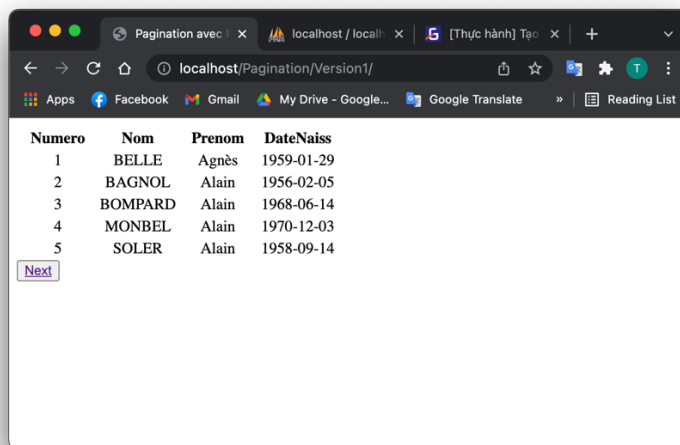 Pagination avec
localhost / localh
[Thực hành] Tạo
localhost/Pagination/Version1/
T
Apps Facebook Gmail My Drive - Google... Google Translate » Reading List
Numero Nom Prenom DateNaiss
1 BELLE Agnès 1959-01-29
2 BAGNOL Alain 1956-02-05
3 BOMPARD Alain 1968-06-14
4 MONBEL Alain 1970-12-03
5 SOLER Alain 1958-09-14
Next